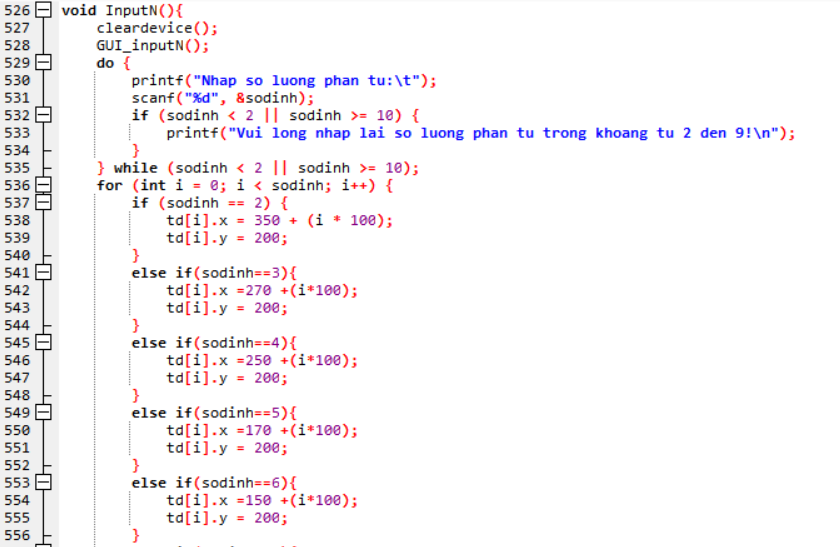 526 void InputN(){
527 cleardevice();
528 GUI_inputN();
529 do {
530 printf("Nhap so luong phan tu:\t");
531 scanf("%d", &sodinh);
532 if (sodinh < 2 || sodinh >= 10) {
533 printf("Vui long nhap lai so luong phan tu trong khoang tu 2 den 9!\n");
534 }
535 } while (sodinh < 2 || sodinh >= 10);
536 for (int i = 0; i < sodinh; i++) {
537 if (sodinh == 2) {
538 td[i].x = 350 + (i * 100);
539 td[i].y = 200;
540 }
541 else if(sodinh==3){
542 td[i].x =270 +(i*100);
543 td[i].y = 200;
544 }
545 else if(sodinh==4){
546 td[i].x =250 +(i*100);
547 td[i].y = 200;
548 }
549 else if(sodinh==5){
550 td[i].x =170 +(i*100);
551 td[i].y = 200;
552 }
553 else if(sodinh==6){
554 td[i].x =150 +(i*100);
555 td[i].y = 200;
556 }